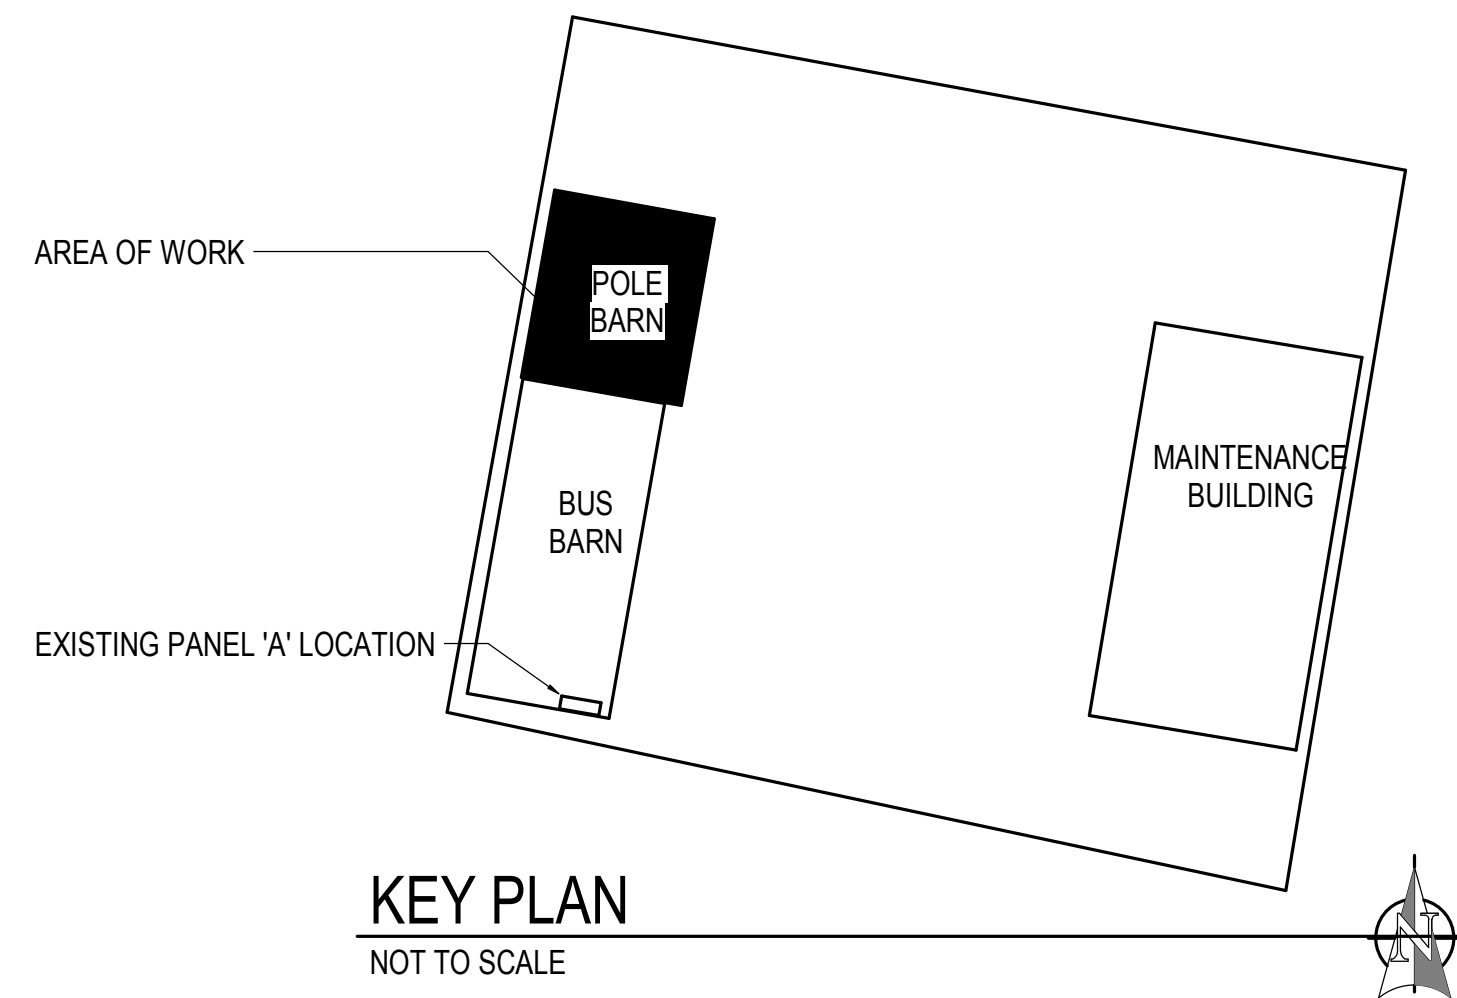 AREA OF WORK
POLE
BARN
MAINTENANCE
BUILDING
BUS
BARN
EXISTING PANEL 'A' LOCATION
KEY PLAN
NOT TO SCALE
N